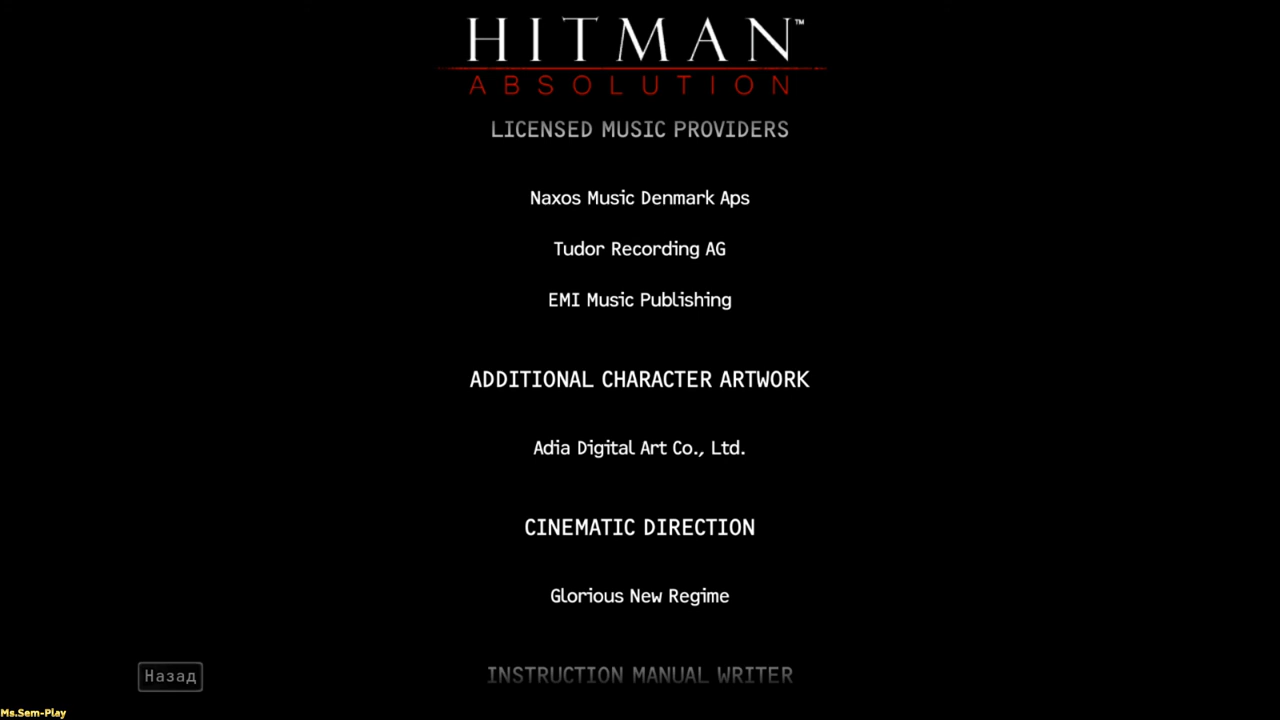 HITMAN™
ABSOLUTION
LICENSED MUSIC PROVIDERS
Naxos Music Denmark Aps
Tudor Recording AG
EMI Music Publishing
ADDITIONAL CHARACTER ARTWORK
Adia Digital Art Co., Ltd.
CINEMATIC DIRECTION
Glorious New Regime
INSTRUCTION MANUAL WRITER
Назад
Ms.Sem-Play